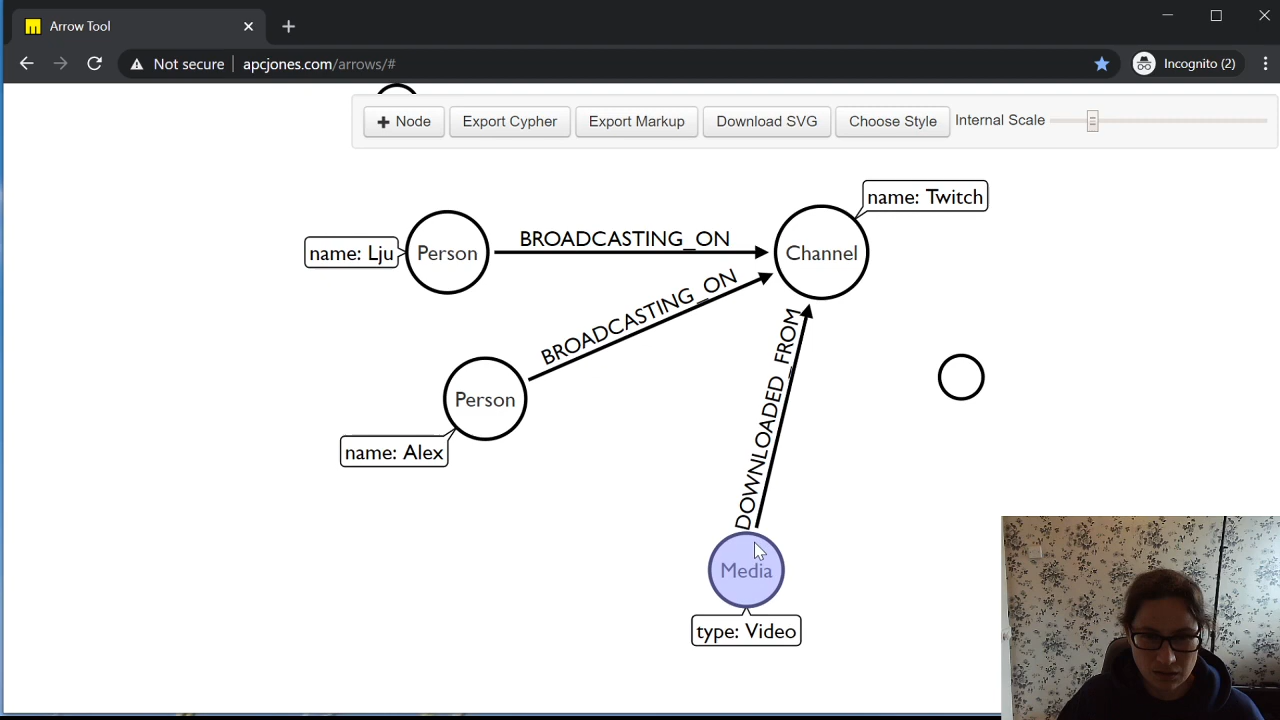 Arrow Tool
Not secure
apcjones.com/arrows/#
Incognito (2)
Node
Export Cypher
Export Markup
Download SVG
Choose Style
Internal Scale
name: Twitch
BROADCASTING_ON
name: Lju
Person
Channel
BROADCASTING_ON
DOWNLOADED_FROM
Person
name: Alex
Media
type: Video